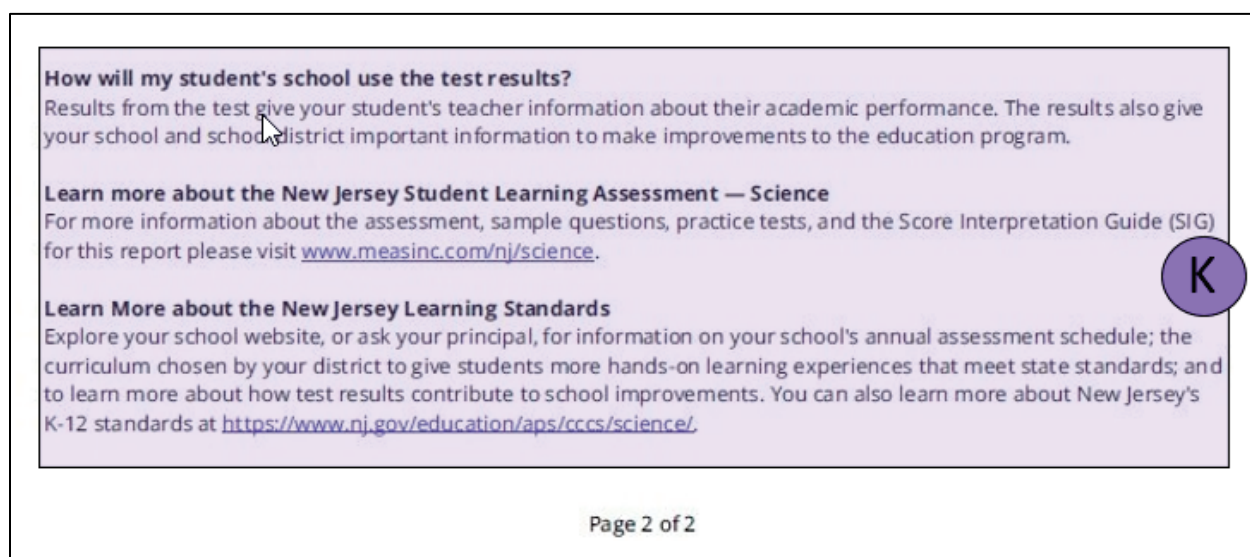 How will my student's school use the test results?
Results from the test give your student's teacher information about their academic performance. The results also give
your school and school district important information to make improvements to the education program.
Learn more about the New Jersey Student Learning Assessment — Science
For more information about the assessment, sample questions, practice tests, and the Score Interpretation Guide (SIG)
for this report please visit www.measinc.com/nj/science.
K
Learn More about the New Jersey Learning Standards
Explore your school website, or ask your principal, for information on your school's annual assessment schedule; the
curriculum chosen by your district to give students more hands-on learning experiences that meet state standards; and
to learn more about how test results contribute to school improvements. You can also learn more about New Jersey's
K-12 standards at https://www.nj.gov/education/aps/cccs/science/.
Page 2 of 2